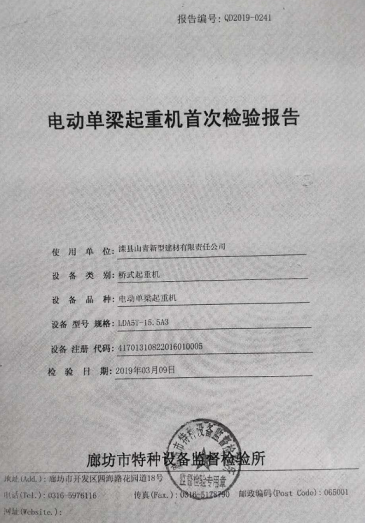 报告编号: QD2019-0241
电动单梁起重机首次检验报告
使 用 单 位: 滦县山青新型建材有限责任公司
设 备 类 别: 桥式起重机
设 备 品 种: 电动单梁起重机
设备 型号 规格: LDA5T-15.5A3
设备 注册 代码: 41701310822016010005
检 验 日 期: 2019年03月09日
廊坊市特种设备监督检验所
地址(Add.): 廊坊市开发区四海路花园道18号
电话(Tel.): 0316-5976116 传真(Fax.): 0316-5178790 邮政编码(Post Code): 065001
网址(Website.):